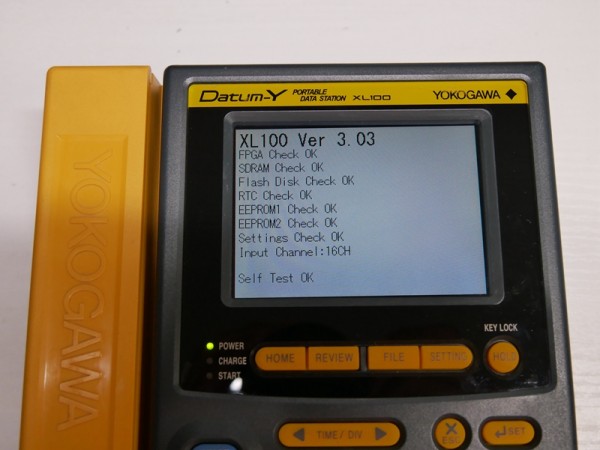 YOKOGAWA
Datum-Y PORTABLE DATA STATION XL100 YOKOGAWA
XL100 Ver 3.03
FPGA Check OK
SDRAM Check OK
Flash Disk Check OK
RTC Check OK
EEPROM1 Check OK
EEPROM2 Check OK
Settings Check OK
Input Channel:16CH
Self Test OK
KEY LOCK
POWER
CHARGE
START
HOME REVIEW FILE SETTING HOLD
TIME / DIV ESC SET